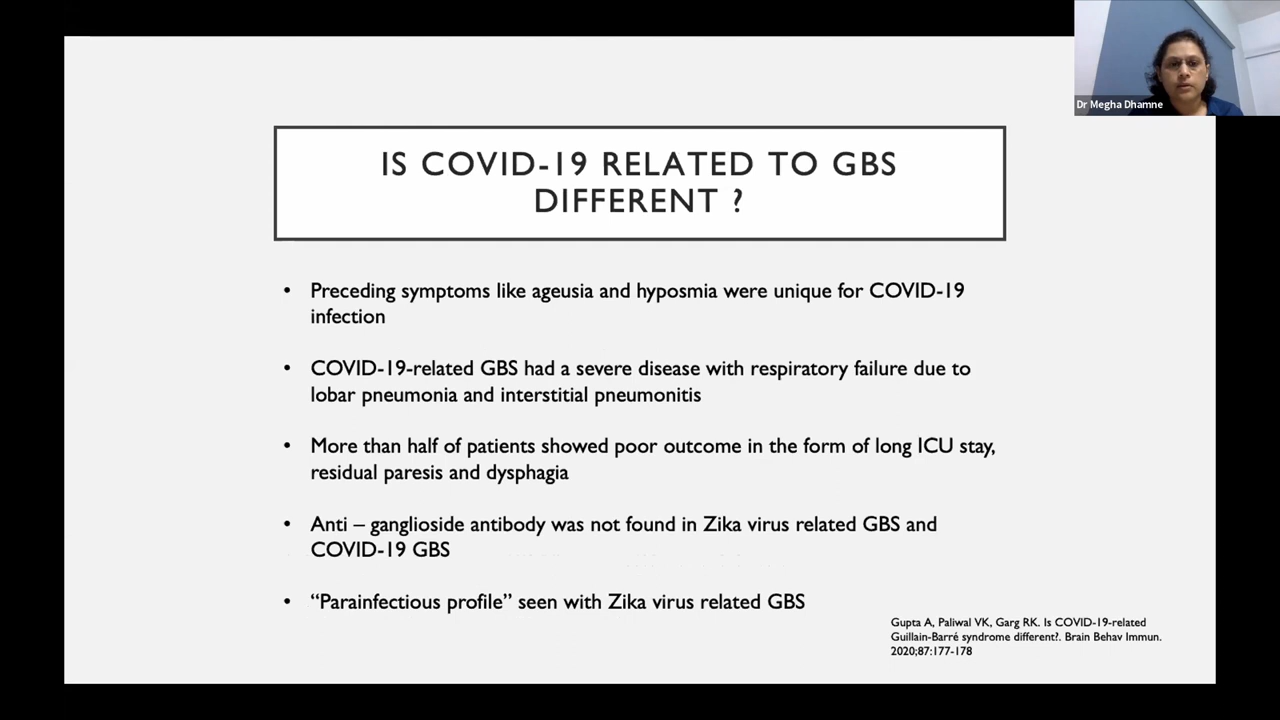 Dr Megha Dhamne
IS COVID-19 RELATED TO GBS
DIFFERENT ?
• Preceding symptoms like ageusia and hyposmia were unique for COVID-19
infection
• COVID-19-related GBS had a severe disease with respiratory failure due to
lobar pneumonia and interstitial pneumonitis
• More than half of patients showed poor outcome in the form of long ICU stay,
residual paresis and dysphagia
• Anti – ganglioside antibody was not found in Zika virus related GBS and
COVID-19 GBS
• “Parainfectious profile” seen with Zika virus related GBS
Gupta A, Paliwal VK, Garg RK. Is COVID-19-related
Guillain-Barré syndrome different?. Brain Behav Immun.
2020;87:177-178